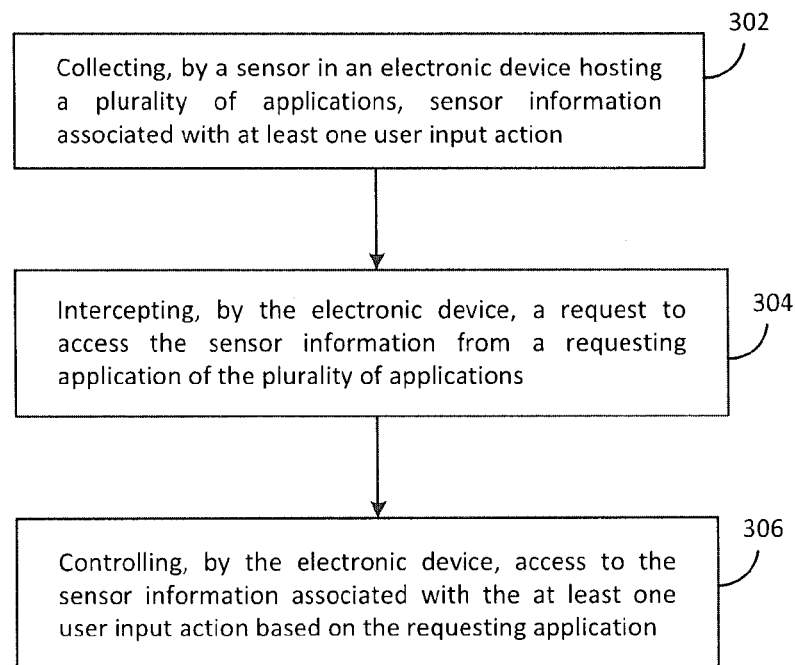 302
Collecting, by a sensor in an electronic device hosting
a plurality of applications, sensor information
associated with at least one user input action
304
Intercepting, by the electronic device, a request to
access the sensor information from a requesting
application of the plurality of applications
306
Controlling, by the electronic device, access to the
sensor information associated with the at least one
user input action based on the requesting application